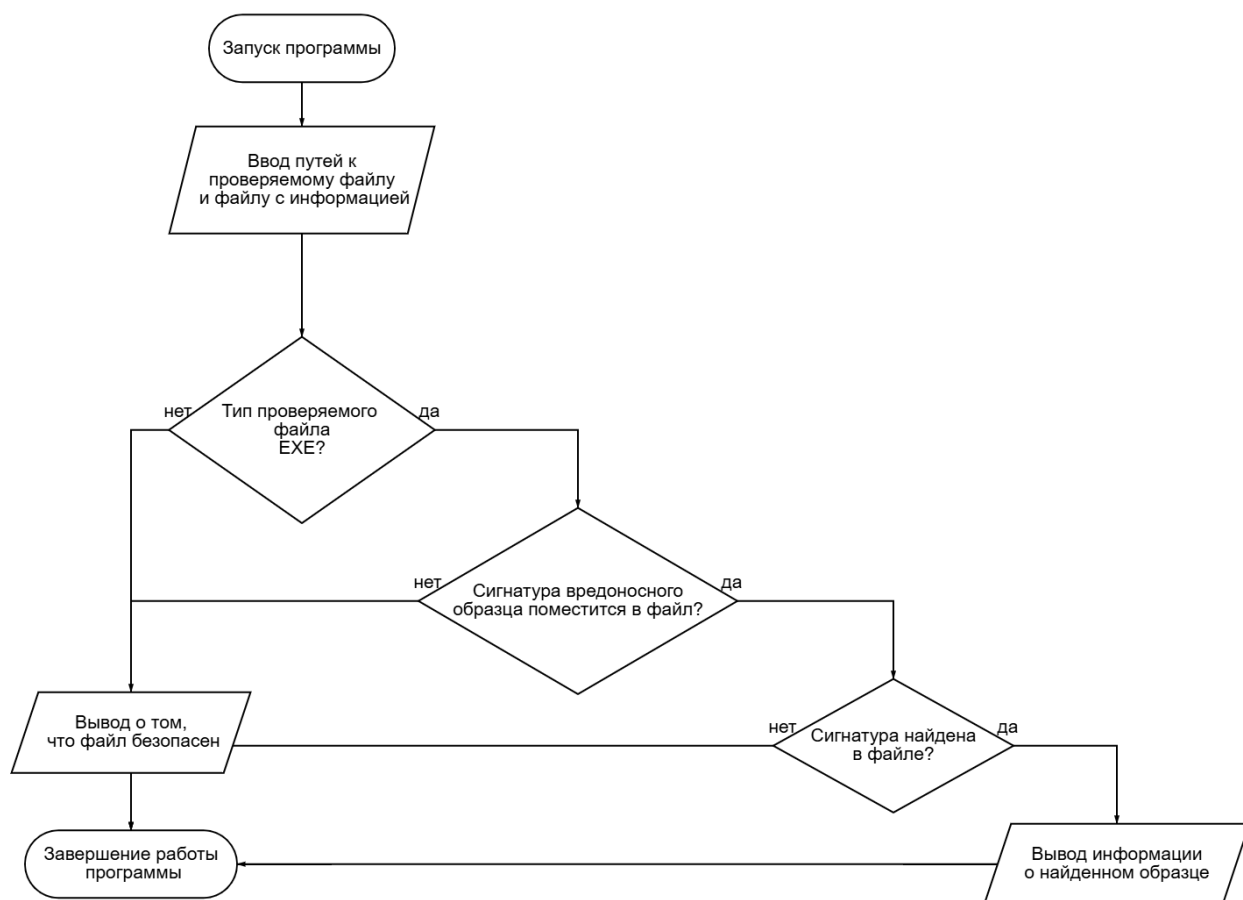 Запуск программы
Ввод путей к
проверяемому файлу
и файлу с информацией
нет
Тип проверяемого
файла
EXE?
да
нет
Сигнатура вредоносного
образца поместится в файл?
да
Вывод о том,
что файл безопасен
нет
Сигнатура найдена
в файле?
да
Завершение работы
программы
Вывод информации
о найденном образце